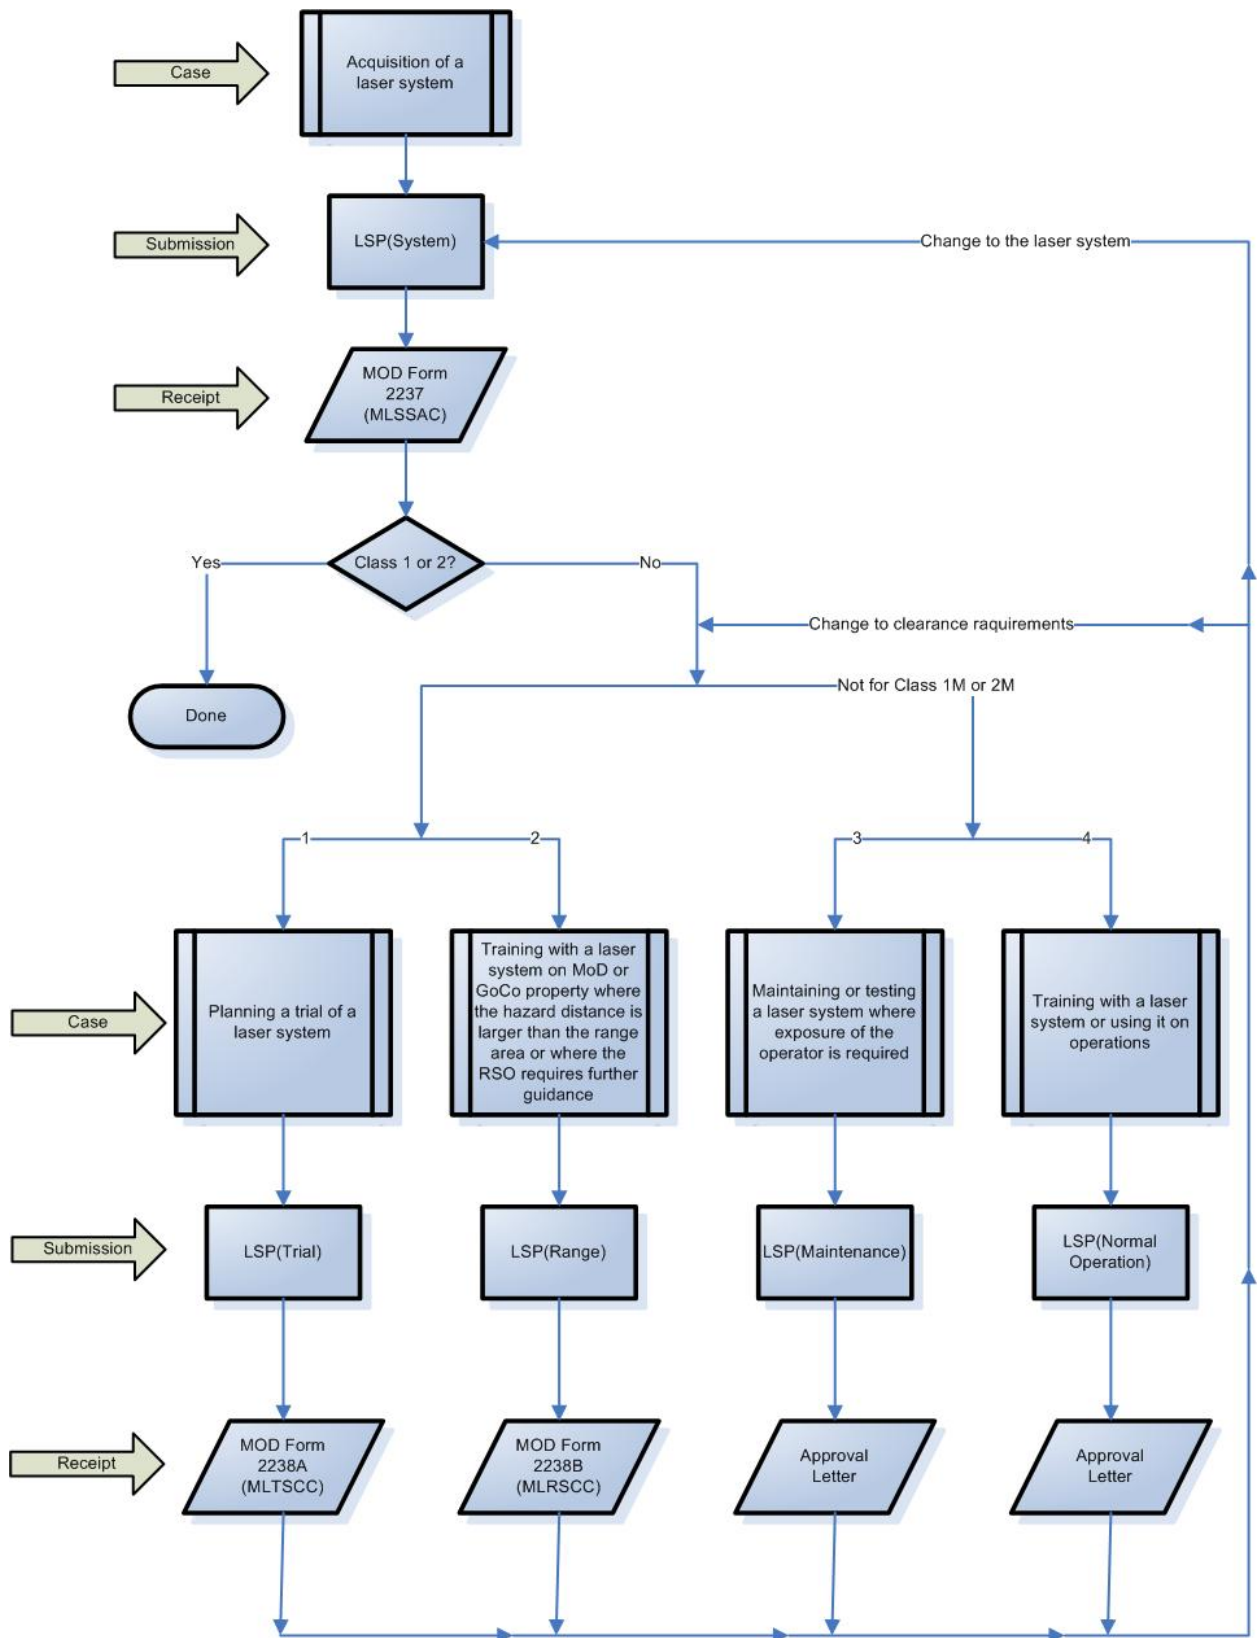 Case
Acquisition of a
laser system
Submission
LSP(System)
Change to the laser system
Receipt
MOD Form
2237
(MLSSAC)
Yes
Class 1 or 2?
No
Change to clearance raquirements
Done
Not for Class 1M or 2M
1
2
3
4
Case
Planning a trial of a
laser system
Training with a laser
system on MoD or
GoCo property where
the hazard distance is
larger than the range
area or where the
RSO requires further
guidance
Maintaining or testing
a laser system where
exposure of the
operator is required
Training with a laser
system or using it on
operations
Submission
LSP(Trial)
LSP(Range)
LSP(Maintenance)
LSP(Normal
Operation)
Receipt
MOD Form
2238A
(MLTSCC)
MOD Form
2238B
(MLRSCC)
Approval
Letter
Approval
Letter